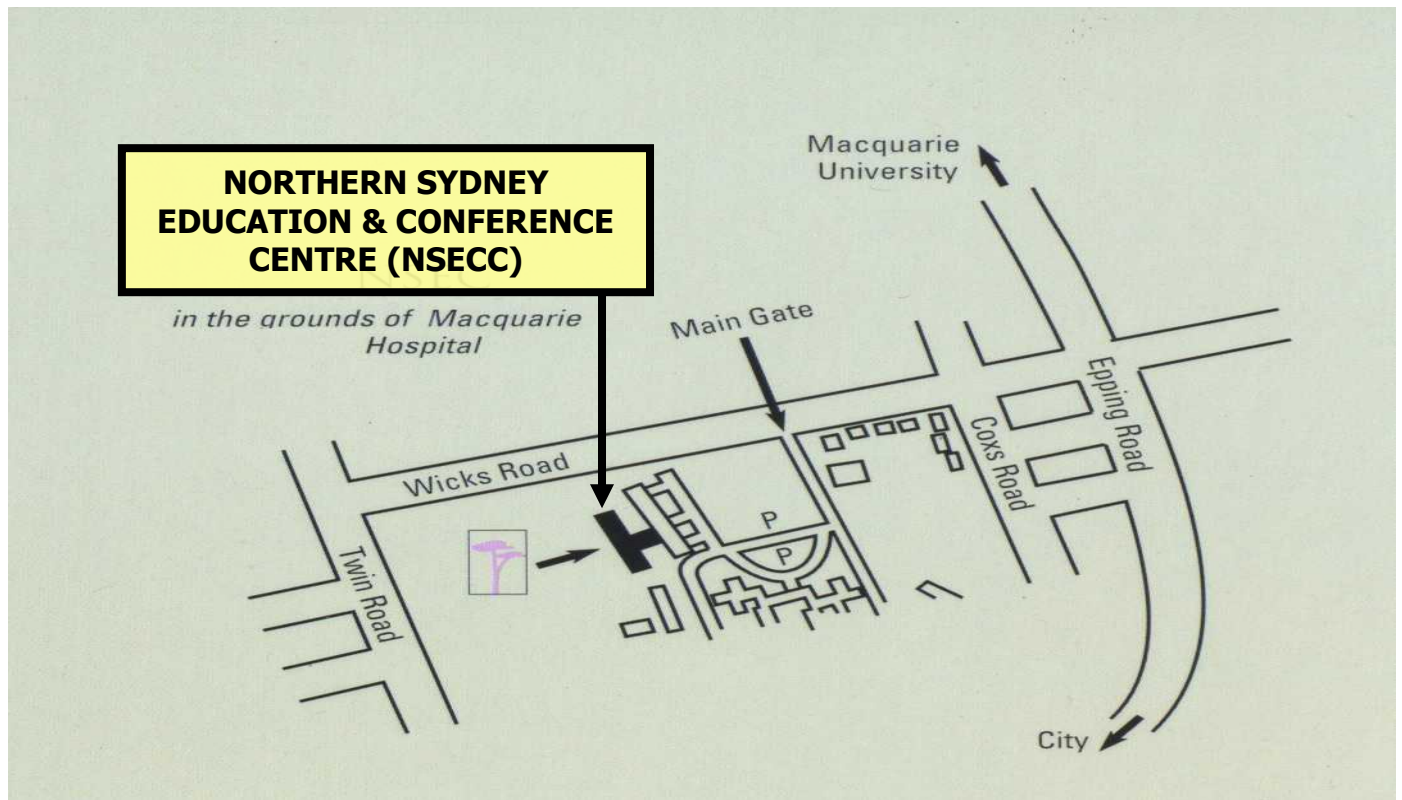 NORTHERN SYDNEY
EDUCATION & CONFERENCE
CENTRE (NSECC)
in the grounds of Macquarie
Hospital
Macquarie
University
Main Gate
Wicks Road
Coxs Road
Epping Road
Twin Road
P
P
City